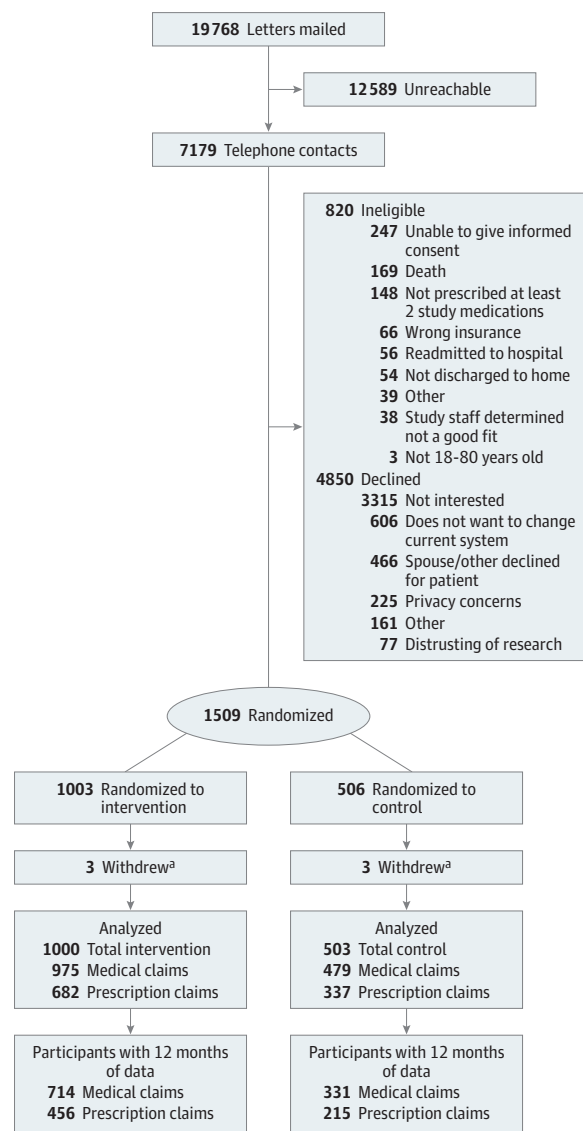 19768 Letters mailed
12589 Unreachable
7179 Telephone contacts
820 Ineligible
247 Unable to give informed
consent
169 Death
148 Not prescribed at least
2 study medications
66 Wrong insurance
56 Readmitted to hospital
54 Not discharged to home
39 Other
38 Study staff determined
not a good fit
3 Not 18-80 years old
4850 Declined
3315 Not interested
606 Does not want to change
current system
466 Spouse/other declined
for patient
225 Privacy concerns
161 Other
77 Distrusting of research
1509 Randomized
1003 Randomized to
intervention
3 Withdrewa
Analyzed
1000 Total intervention
975 Medical claims
682 Prescription claims
Participants with 12 months
of data
714 Medical claims
456 Prescription claims
506 Randomized to
control
3 Withdrewa
Analyzed
503 Total control
479 Medical claims
337 Prescription claims
Participants with 12 months
of data
331 Medical claims
215 Prescription claims